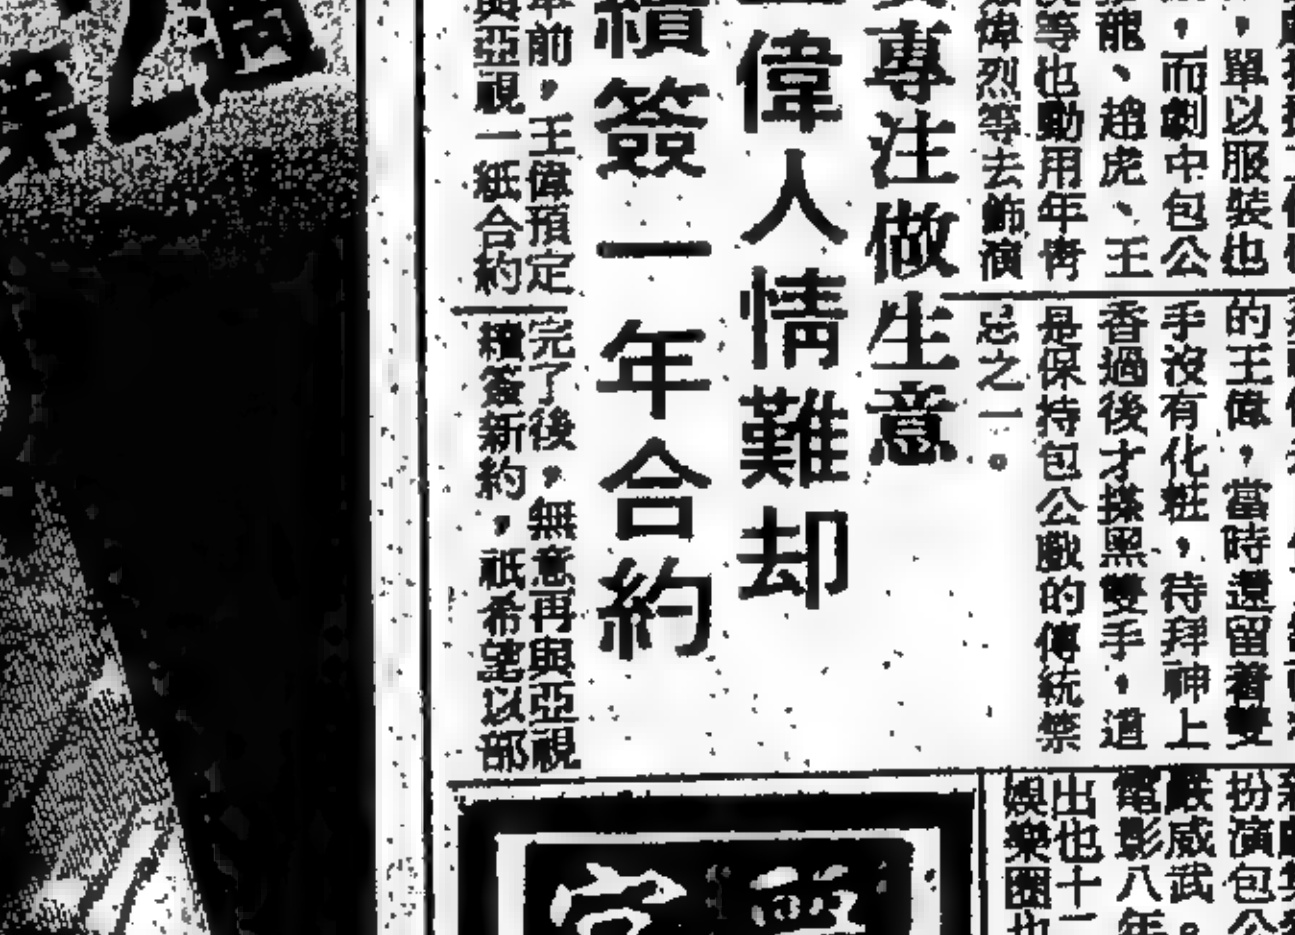 ，單以服裝也
，而劇中包公
龍、趙虎、王
等也動用年青
偉烈等去飾演
的王偉，當時還留着雙
手沒有化粧，待拜神上
香過後才搽黑雙手，這
是保持包公戲的傳統禁
忌之一。
扮演包公
嚴威武。
電影八年
出也十二
娛樂圈也
專注做生意
偉人情難却
續簽一年合約
年前，王偉預定
與亞視一紙合約
完了後，無意再與亞視
續簽新約，祇希望以部